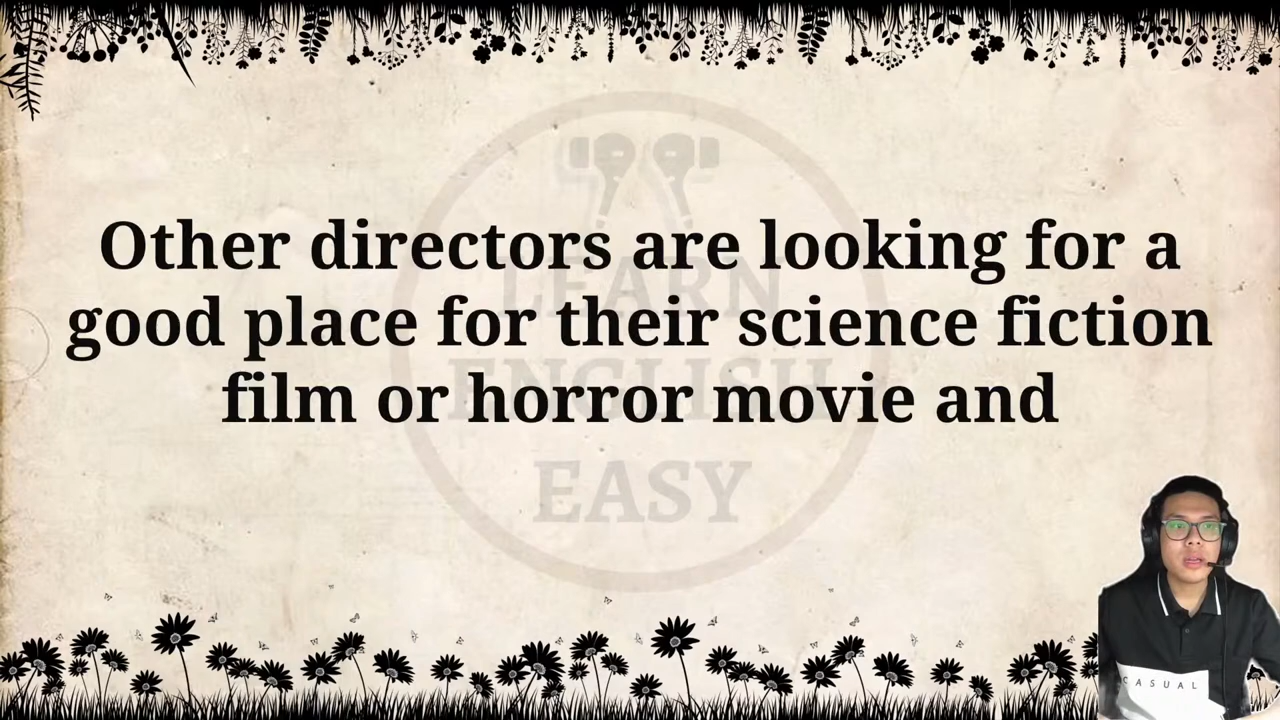 Other directors are looking for a
good place for their science fiction
film or horror movie and
LEARN
ENGLISH
EASY
CASUAL